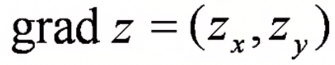 grad z = (z_x, z_y)